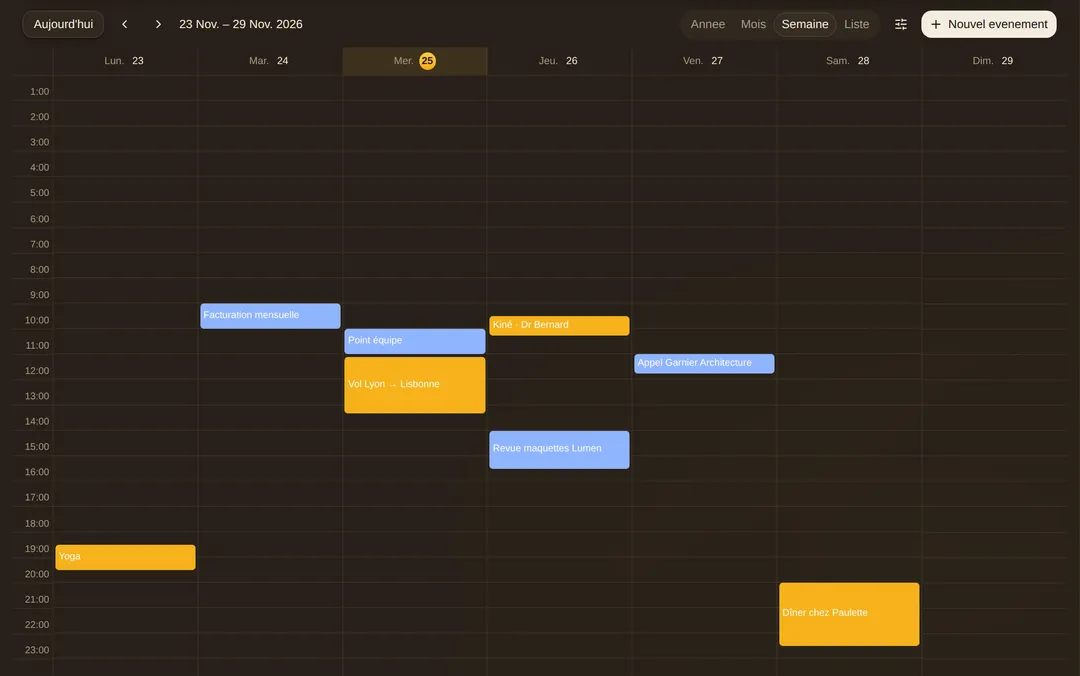 Aujourd'hui 23 Nov. – 29 Nov. 2026 Annee Mois Semaine Liste + Nouvel evenement
Lun. 23 Mar. 24 Mer. 25 Jeu. 26 Ven. 27 Sam. 28 Dim. 29
1:00
2:00
3:00
4:00
5:00
6:00
7:00
8:00
9:00
Facturation mensuelle
10:00
Kiné · Dr Bernard
Point équipe
11:00
Appel Garnier Architecture
12:00
Vol Lyon → Lisbonne
13:00
14:00
15:00
Revue maquettes Lumen
16:00
17:00
18:00
19:00
Yoga
20:00
21:00
Dîner chez Paulette
22:00
23:00